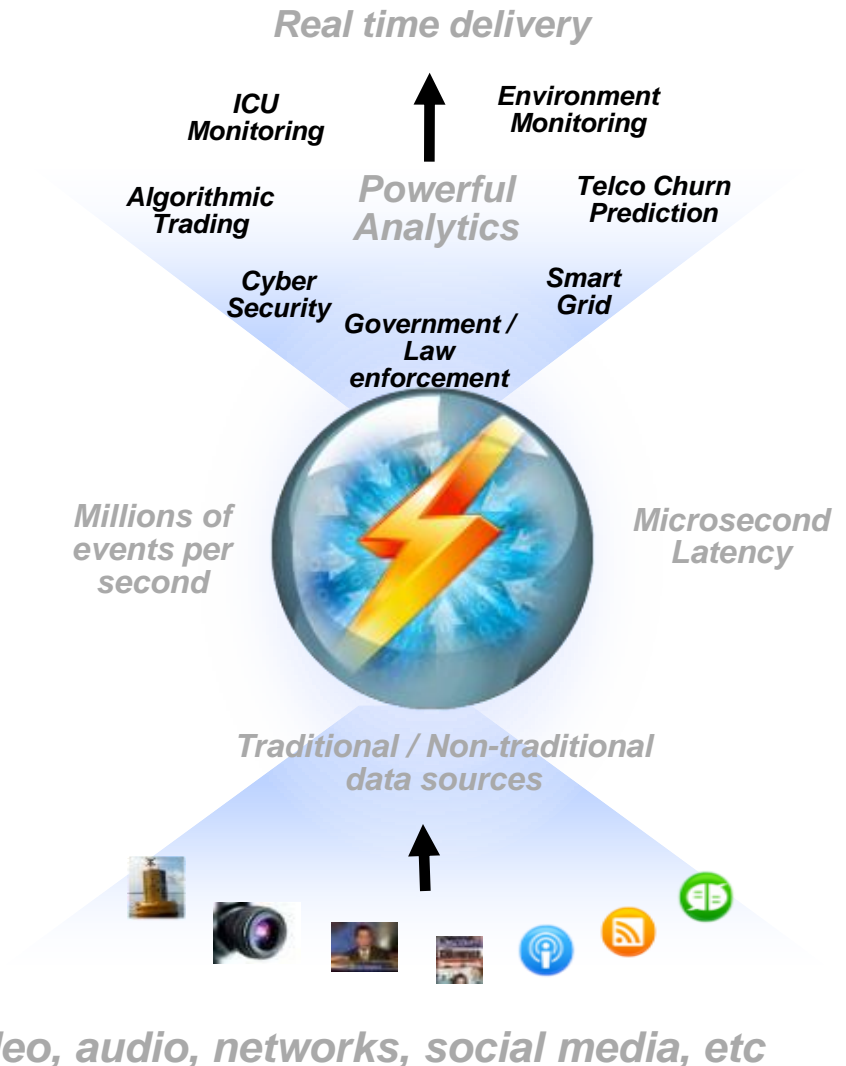 Real time delivery
ICU
Monitoring
Environment
Monitoring
Algorithmic
Trading
Powerful
Analytics
Telco Churn
Prediction
Cyber
Security
Smart
Grid
Government /
Law
enforcement
Millions of
events per
second
Microsecond
Latency
Traditional / Non-traditional
data sources
audio, networks, social media, etc